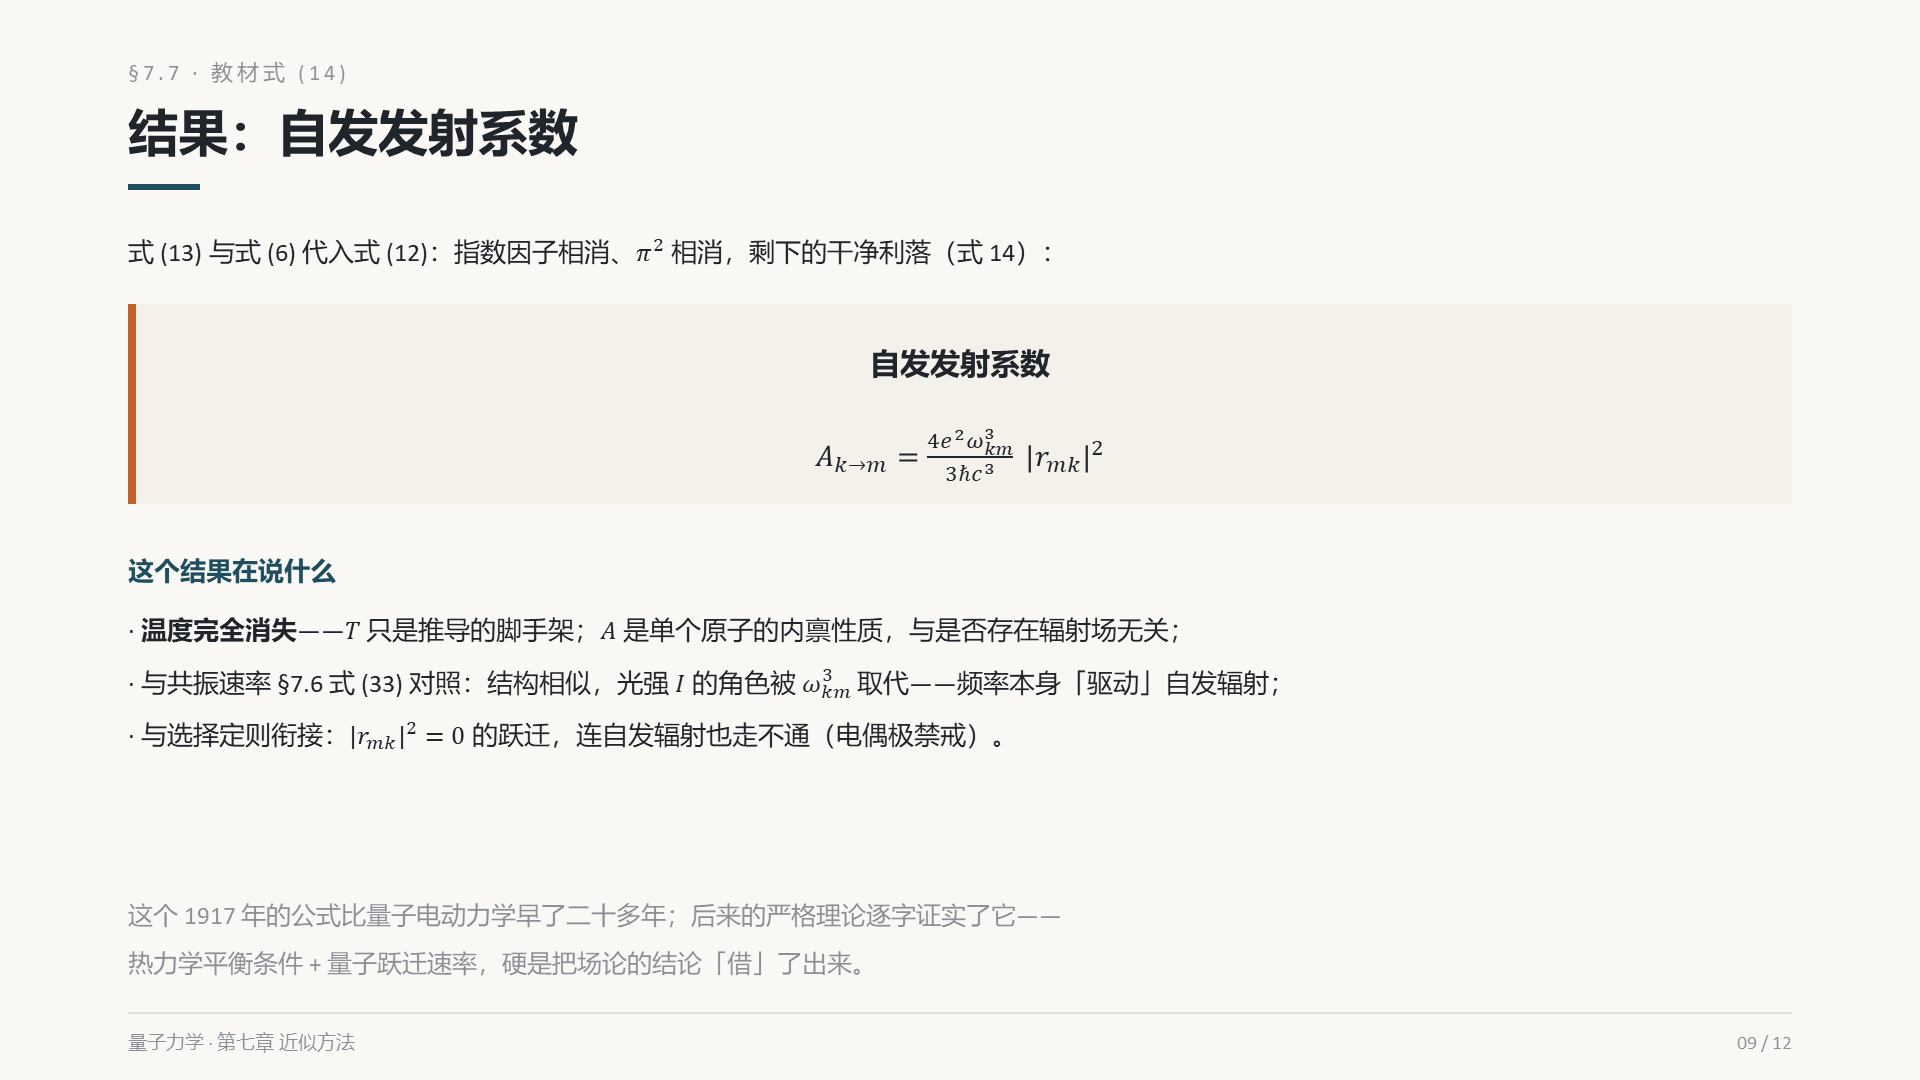 §7.7 · 教材式 (14)
结果：自发发射系数
式 (13) 与式 (6) 代入式 (12)：指数因子相消、π² 相消，剩下的干净利落（式 14）：
自发发射系数
$A_{k→m} = \frac{4e^2ω_{km}^3}{3ℏc^3} |r_{mk}|^2$
这个结果在说什么
· 温度完全消失——T 只是推导的脚手架；A 是单个原子的内禀性质，与是否存在辐射场无关；
· 与共振速率 §7.6 式 (33) 对照：结构相似，光强 I 的角色被 $ω_{km}^3$ 取代——频率本身「驱动」自发辐射；
· 与选择定则衔接：$|r_{mk}|^2 = 0$ 的跃迁，连自发辐射也走不通（电偶极禁戒）。
这个 1917 年的公式比量子电动力学早了二十多年；后来的严格理论逐字证实了它——
热力学平衡条件 + 量子跃迁速率，硬是把场论的结论「借」了出来。
量子力学 · 第七章 近似方法
09 / 12